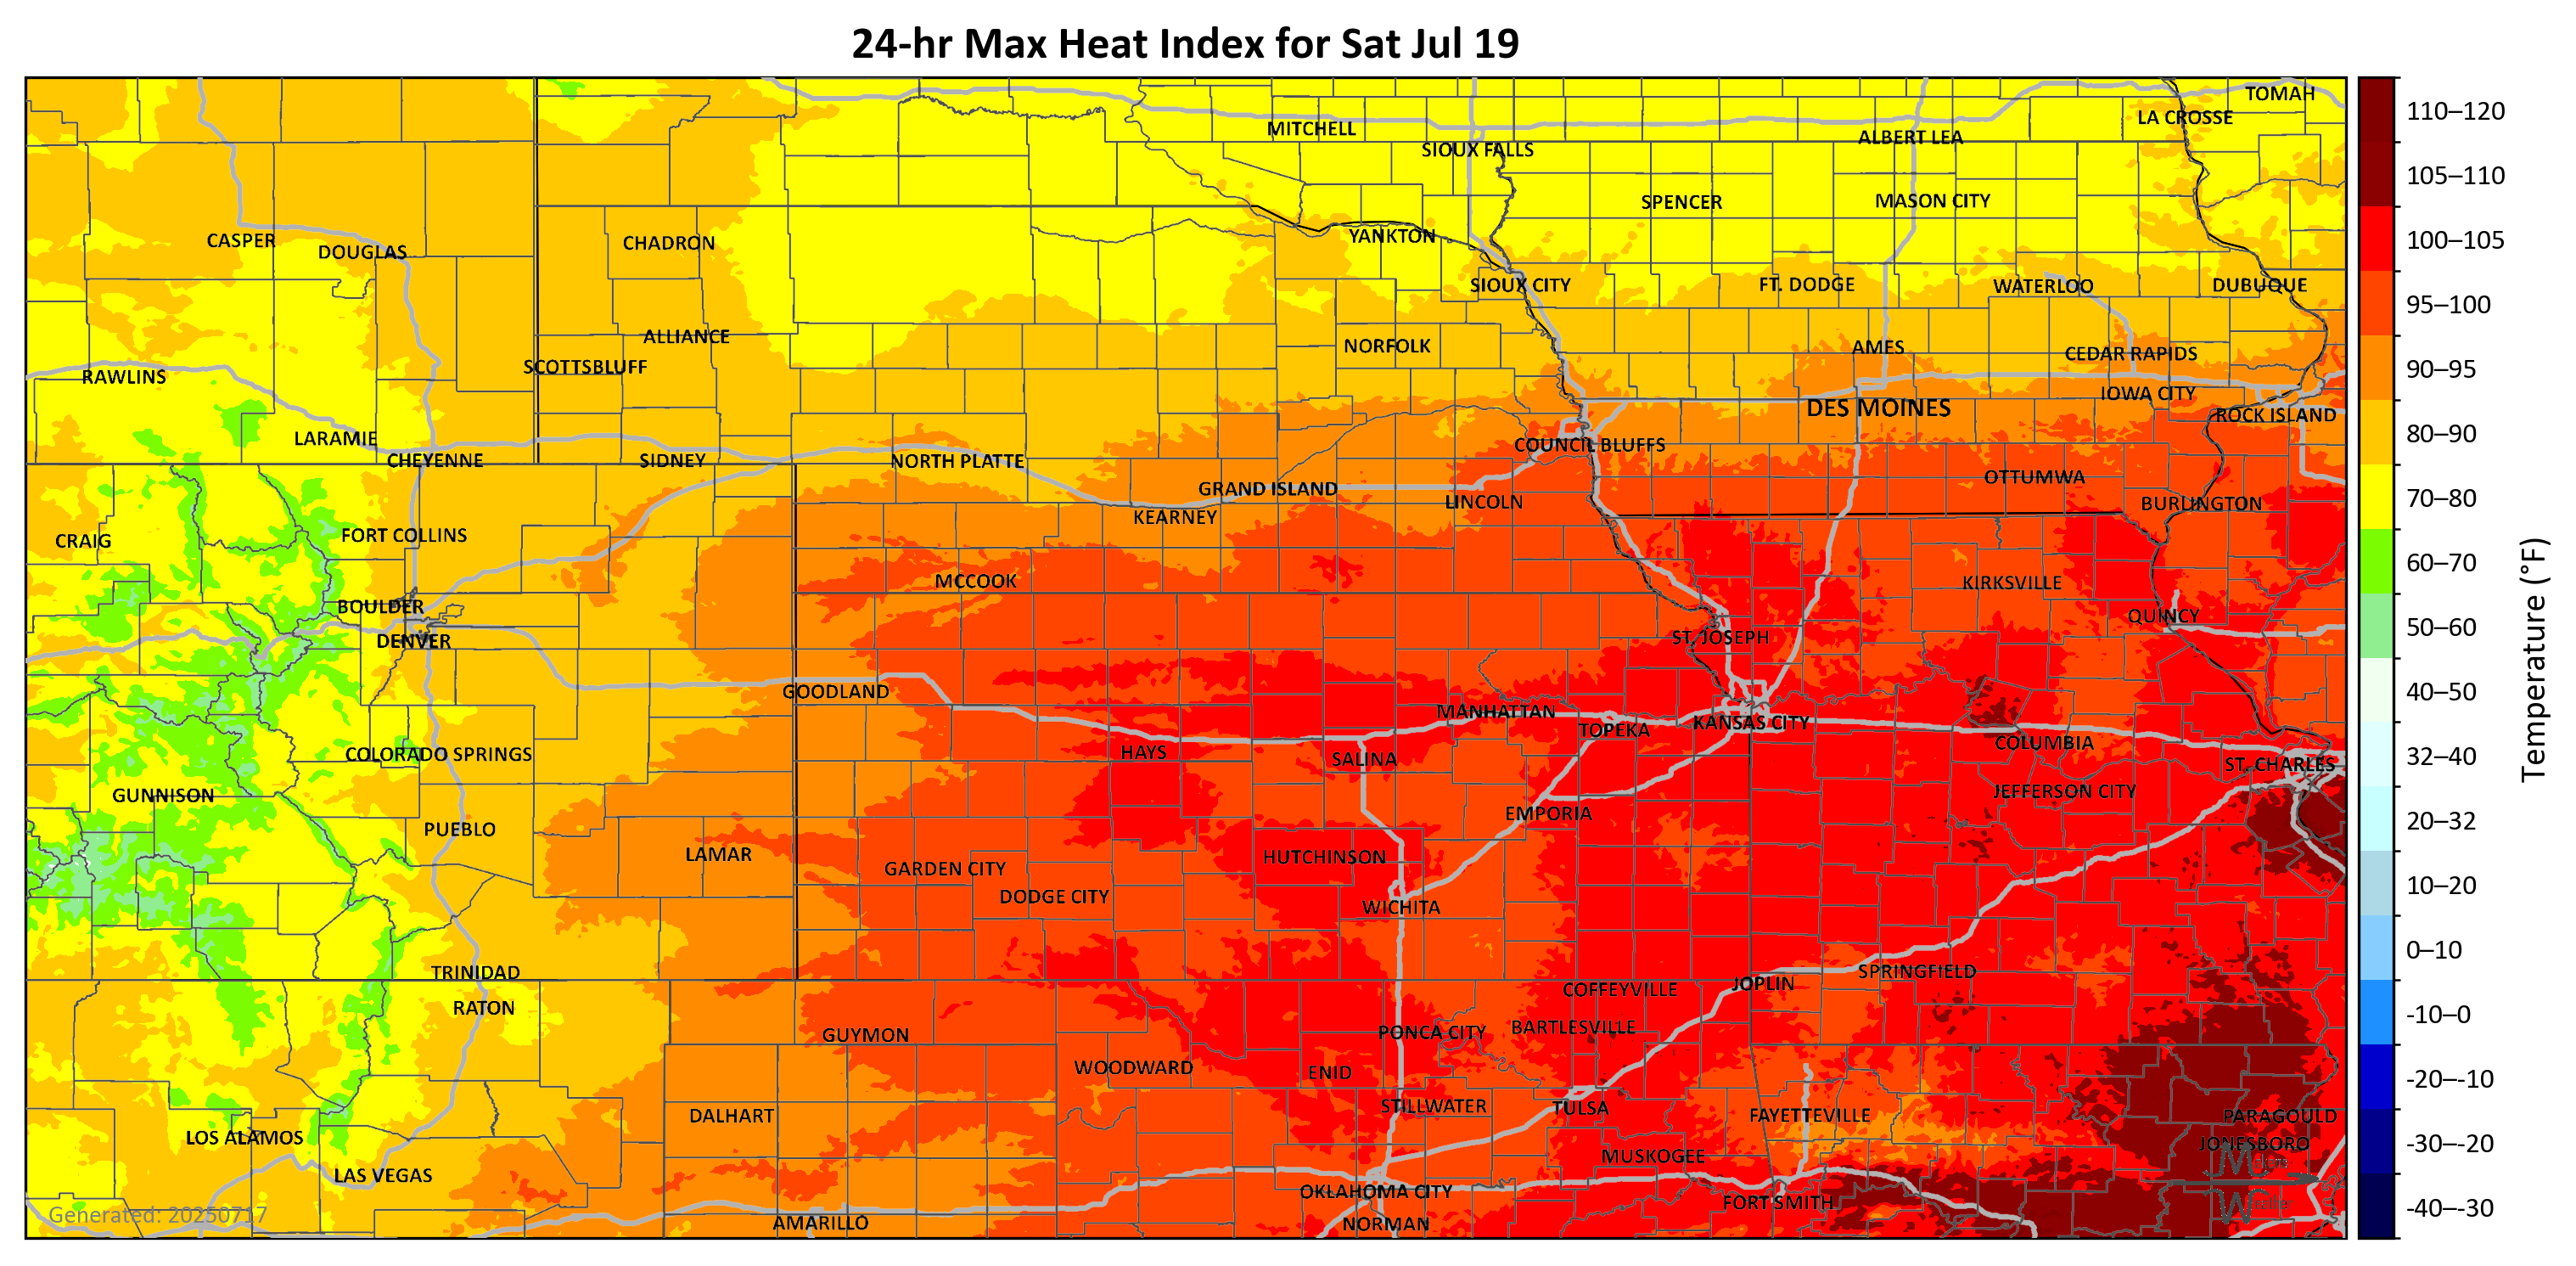 24-hr Max Heat Index for Sat Jul 19
TOMAH
LA CROSSE
MITCHELL
ALBERT LEA
SIOUX FALLS
SPENCER
MASON CITY
CASPER
DOUGLAS
CHADRON
YANKTON
SIOUX CITY
FT. DODGE
WATERLOO
DUBUQUE
ALLIANCE
NORFOLK
AMES
CEDAR RAPIDS
SCOTTSBLUFF
RAWLINS
IOWA CITY
DES MOINES
ROCK ISLAND
LARAMIE
COUNCIL BLUFFS
CHEYENNE
SIDNEY
NORTH PLATTE
OTTUMWA
GRAND ISLAND
LINCOLN
BURLINGTON
KEARNEY
FORT COLLINS
CRAIG
MCCOOK
KIRKSVILLE
BOULDER
QUINCY
DENVER
ST. JOSEPH
GOODLAND
MANHATTAN
TOPEKA
KANSAS CITY
COLUMBIA
COLORADO SPRINGS
HAYS
SALINA
ST. CHARLES
GUNNISON
JEFFERSON CITY
EMPORIA
PUEBLO
LAMAR
HUTCHINSON
GARDEN CITY
DODGE CITY
WICHITA
TRINIDAD
SPRINGFIELD
JOPLIN
COFFEYVILLE
RATON
BARTLESVILLE
GUYMON
PONCA CITY
WOODWARD
ENID
STILLWATER
TULSA
DALHART
FAYETTEVILLE
PARAGOULD
LOS ALAMOS
JONESBORO
MUSKOGEE
LAS VEGAS
OKLAHOMA CITY
FORT SMITH
AMARILLO
NORMAN
Generated: 20250717
110–120
105–110
100–105
95–100
90–95
80–90
70–80
60–70
50–60
40–50
32–40
20–32
10–20
0–10
-10–0
-20–-10
-30–-20
-40–-30
Temperature (°F)